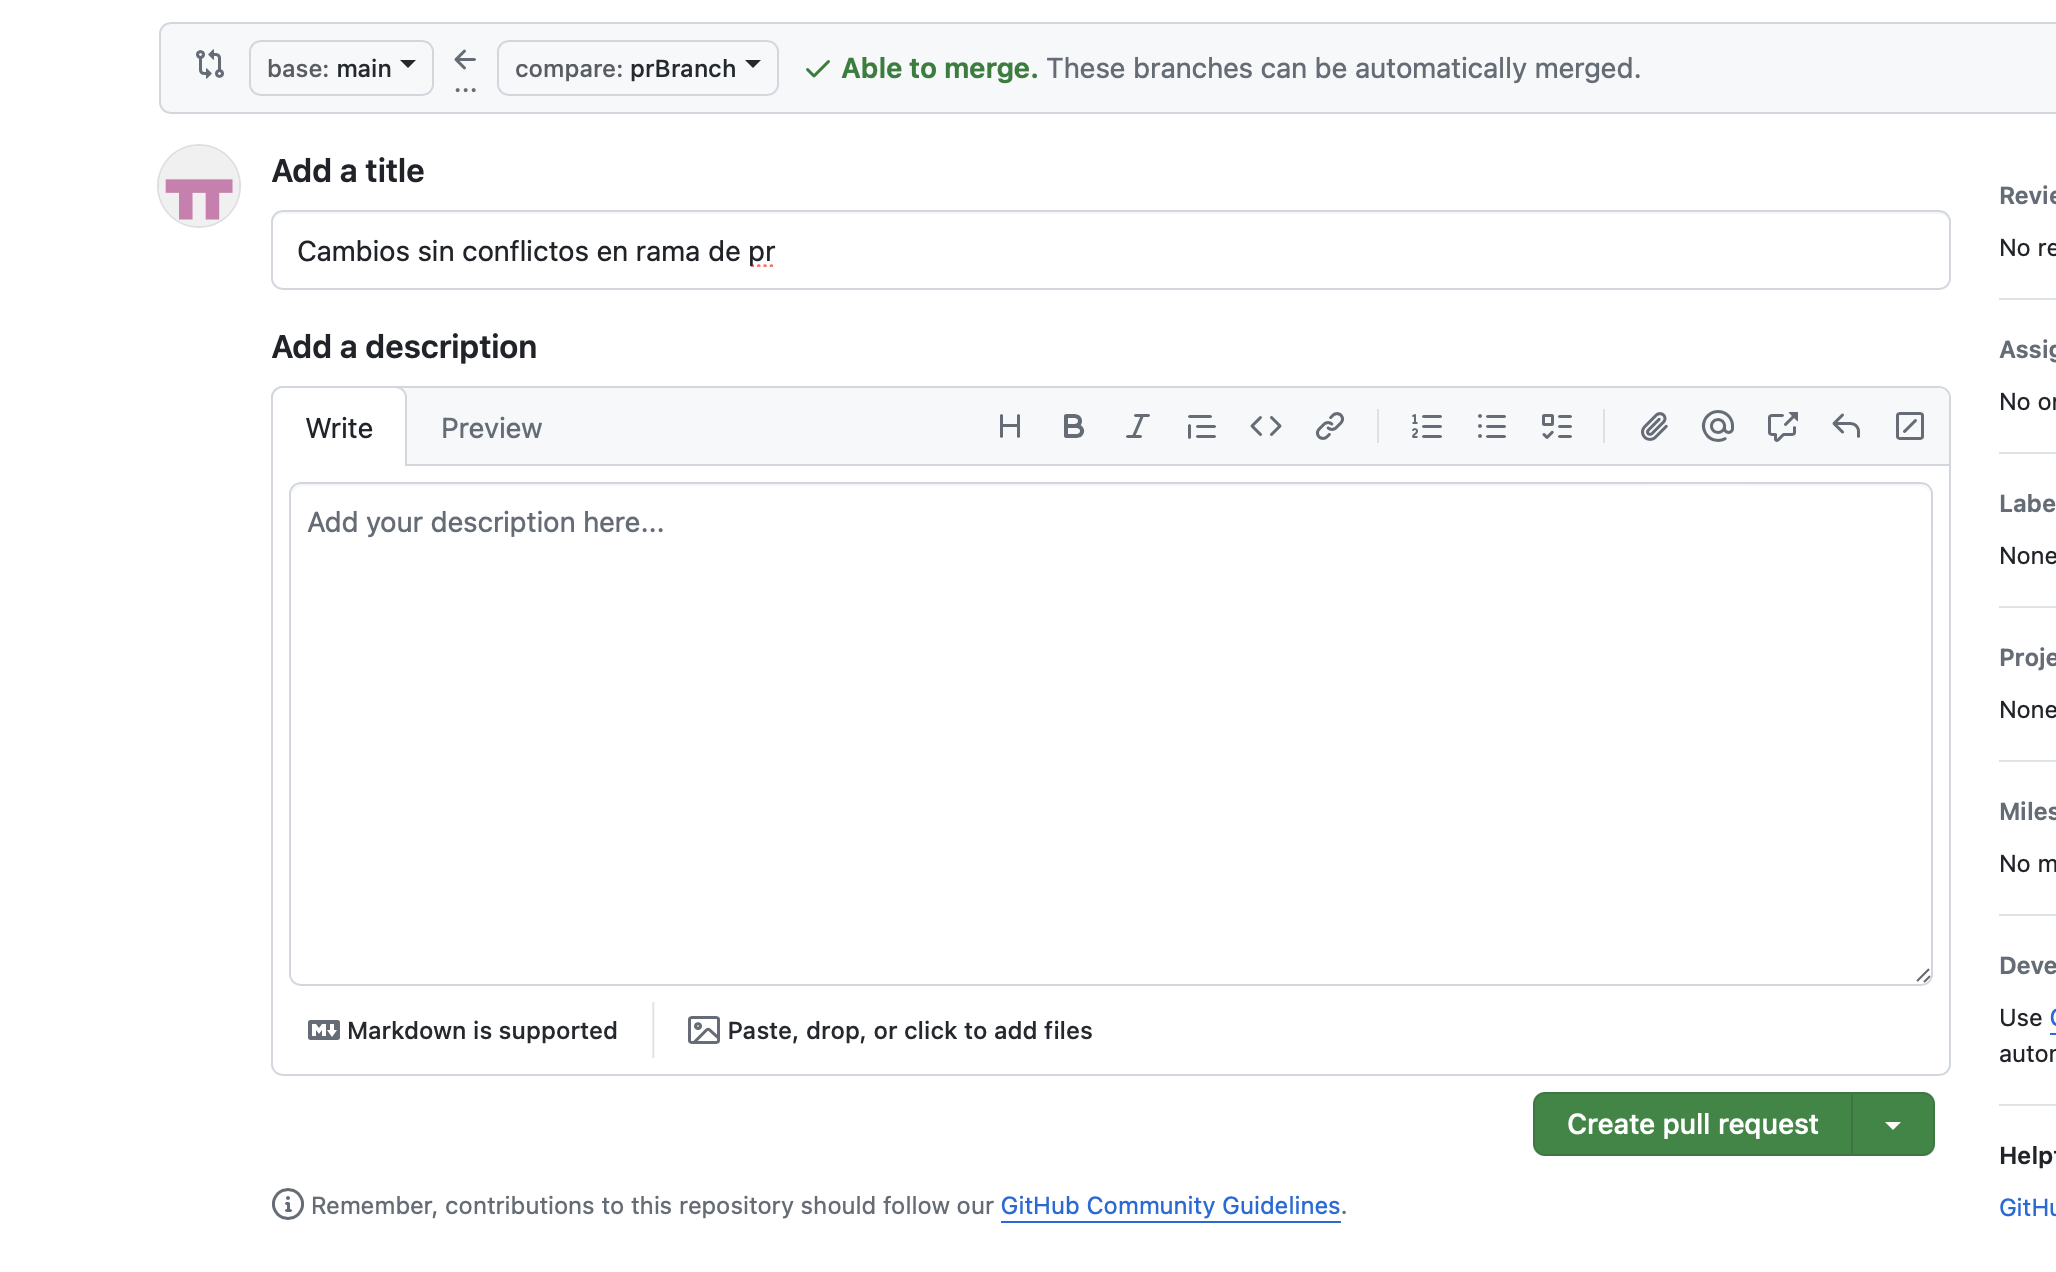 base: main ← ... compare: prBranch Able to merge. These branches can be automatically merged.
Add a title
Cambios sin conflictos en rama de pr
Add a description
Write Preview
Add your description here...
Markdown is supported Paste, drop, or click to add files
Create pull request
Remember, contributions to this repository should follow our GitHub Community Guidelines.
Revie
No re
Assig
No o
Labe
None
Proje
None
Miles
No m
Deve
Use
autor
Help
GitHu